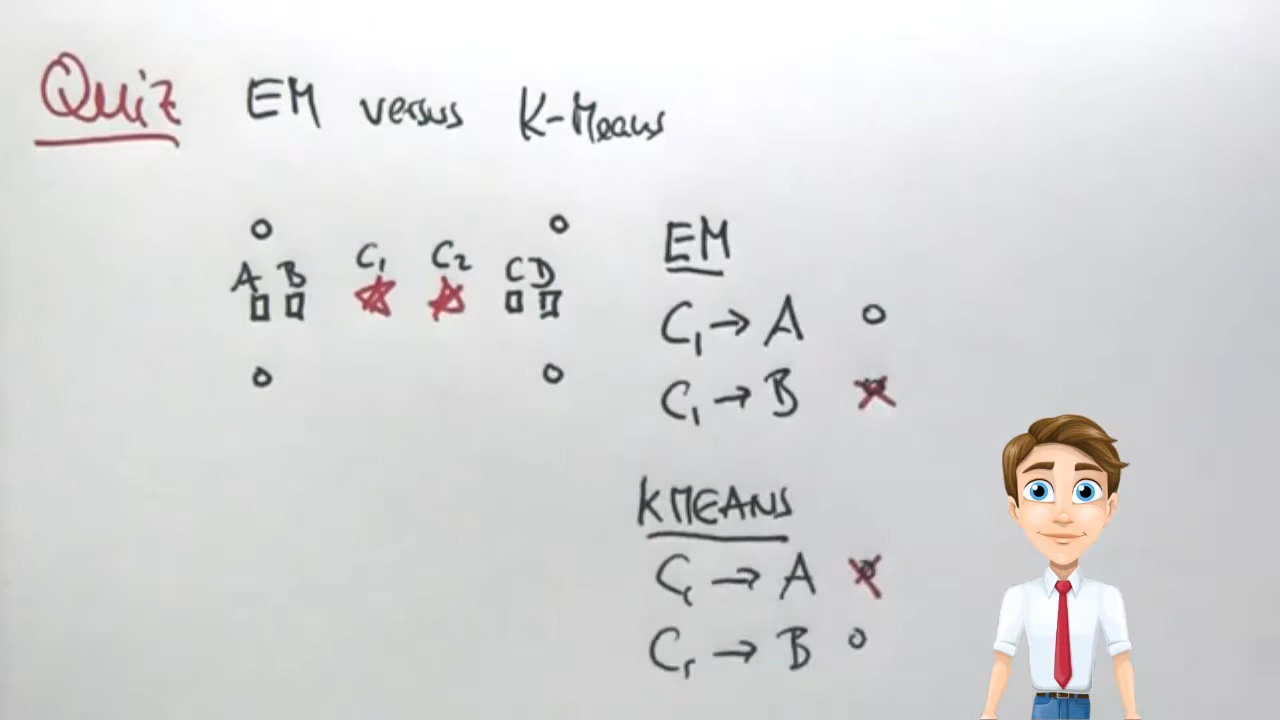 Quiz EM versus K-Means
A B C₁ C₂ C D
EM
C₁ → A
C₁ → B
KMEANS
C₁ → A
C₁ → B